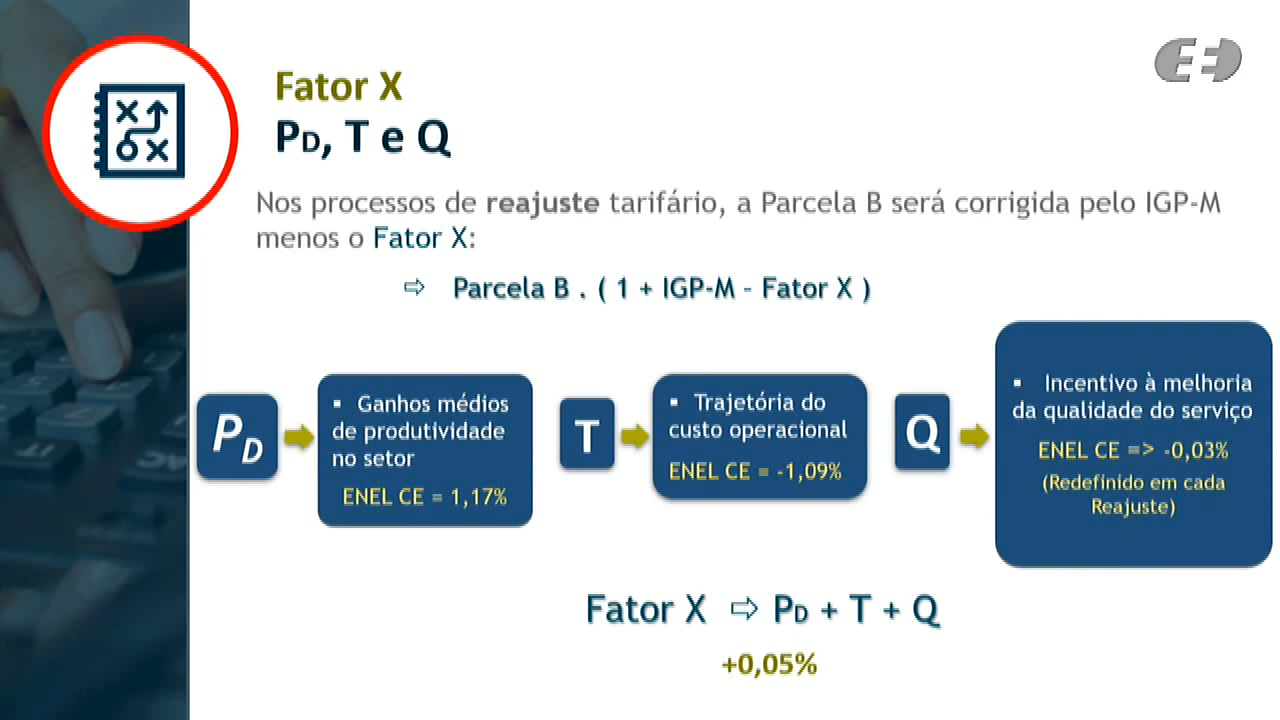 Fator X
PD, T e Q
Nos processos de reajuste tarifário, a Parcela B será corrigida pelo IGP-M
menos o Fator X:
⇨ Parcela B . ( 1 + IGP-M – Fator X )
PD
▪ Ganhos médios
de produtividade
no setor
ENEL CE = 1,17%
T
▪ Trajetória do
custo operacional
ENEL CE = -1,09%
Q
▪ Incentivo à melhoria
da qualidade do serviço
ENEL CE => -0,03%
(Redefinido em cada
Reajuste)
Fator X ⇨ PD + T + Q
+0,05%